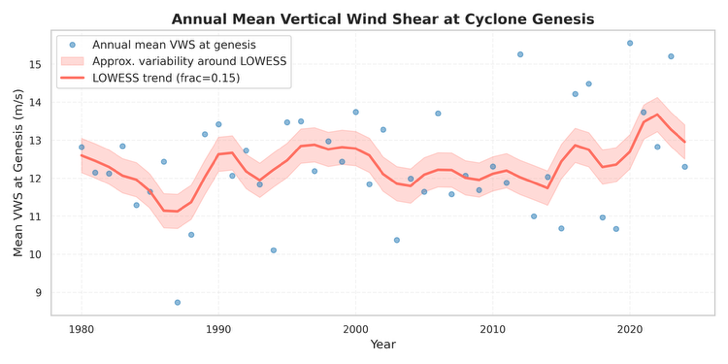 Annual Mean Vertical Wind Shear at Cyclone Genesis
Annual mean VWS at genesis
Approx. variability around LOWESS
LOWESS trend (frac=0.15)
Mean VWS at Genesis (m/s)
15
14
13
12
11
10
9
1980
1990
2000
2010
2020
Year